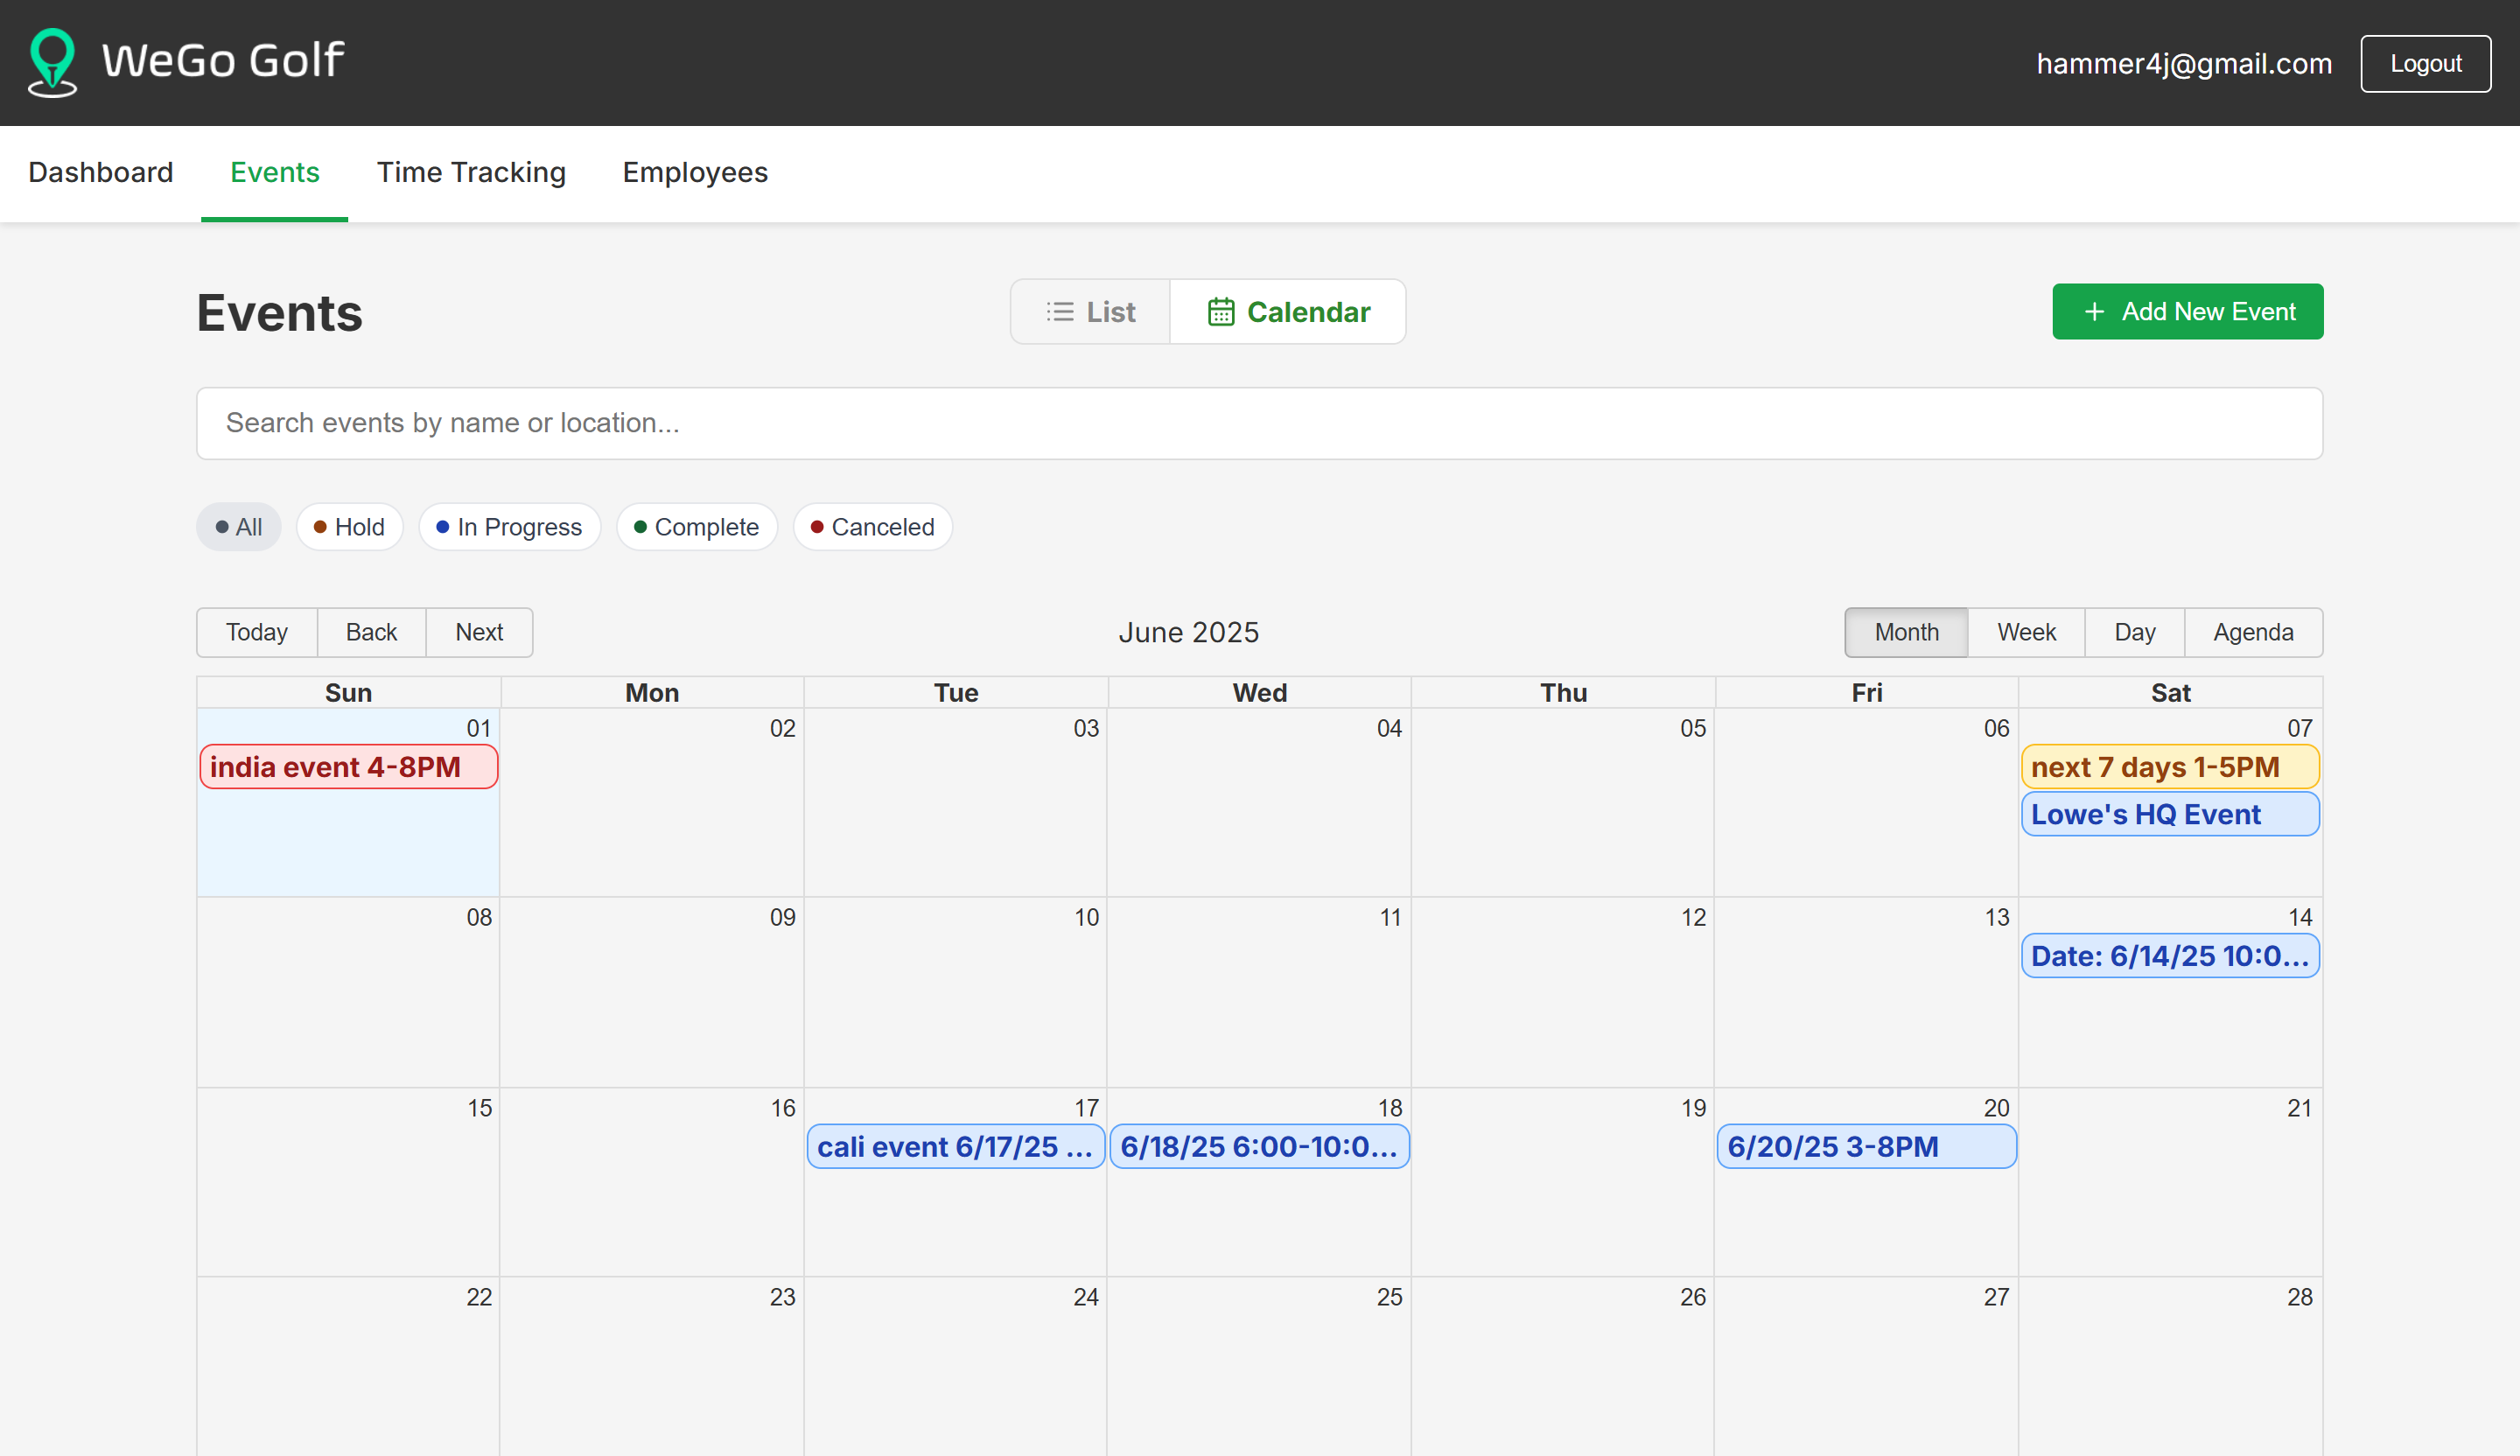 WeGo Golf
hammer4j@gmail.com
Logout
Dashboard Events Time Tracking Employees
Events
List Calendar
+ Add New Event
Search events by name or location...
All Hold In Progress Complete Canceled
Today Back Next
June 2025
Month Week Day Agenda
Sun Mon Tue Wed Thu Fri Sat
01 02 03 04 05 06 07
india event 4-8PM
next 7 days 1-5PM
Lowe's HQ Event
08 09 10 11 12 13 14
Date: 6/14/25 10:0...
15 16 17 18 19 20 21
cali event 6/17/25 ...
6/18/25 6:00-10:0...
6/20/25 3-8PM
22 23 24 25 26 27 28